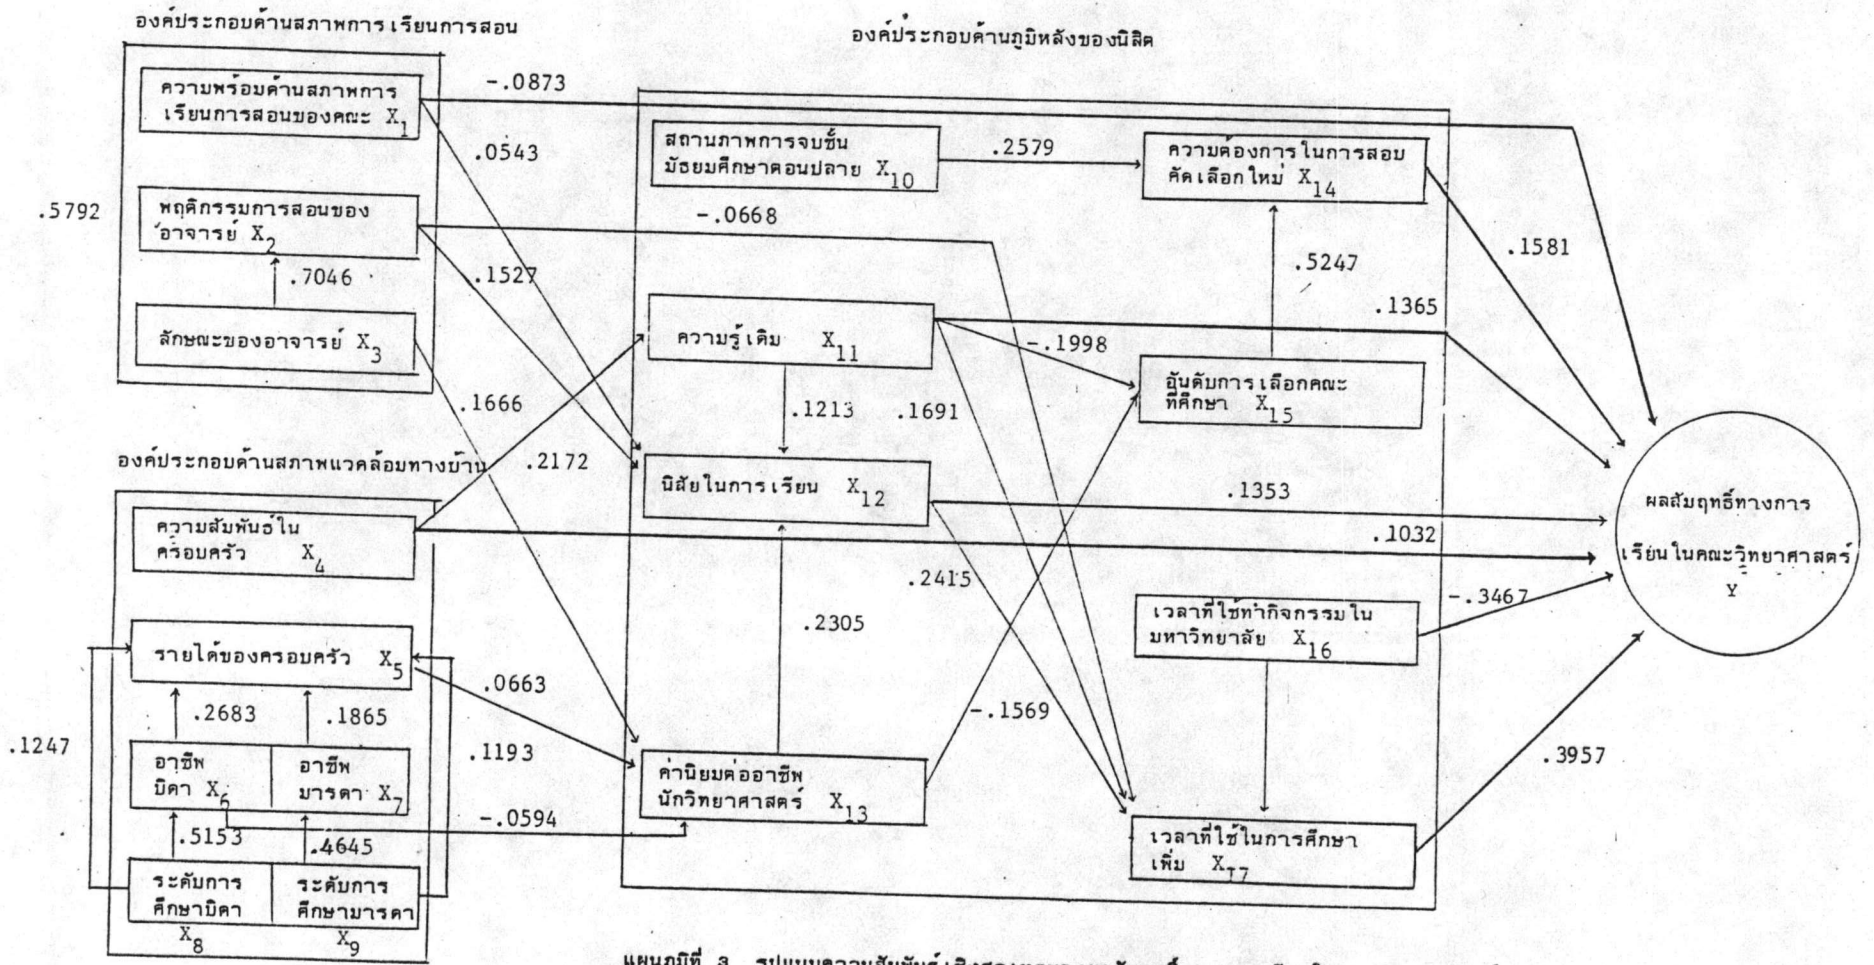 องค์ประกอบด้านสภาพการเรียนการสอน
องค์ประกอบด้านภูมิหลังของนิสิต
ความพร้อมด้านสภาพการ
เรียนการสอนของคณะ X1
-.0873
.0543
สถานภาพการจบชั้น
มัธยมศึกษาตอนปลาย X10
.2579
ความต้องการในการสอบ
คัดเลือกใหม่ X14
.5792
พฤติกรรมการสอนของ
อาจารย์ X2
-.0668
.1581
.7046
.1527
.5247
.1365
ลักษณะของอาจารย์ X3
ความรู้เดิม X11
-.1998
อันดับการเลือกคณะ
ที่ศึกษา X15
.1666
.1213
.1691
องค์ประกอบด้านสภาพแวดล้อมทางบ้าน
.2172
นิสัยในการเรียน X12
.1353
ความสัมพันธ์ใน
ครอบครัว X4
.1032
ผลสัมฤทธิ์ทางการ
เรียนในคณะวิทยาศาสตร์
Y
.2415
-.3467
.2305
เวลาที่ใช้ทำกิจกรรมใน
มหาวิทยาลัย X16
รายได้ของครอบครัว X5
.0663
.2683
.1865
-.1569
.1247
.1193
อาชีพ
บิดา X6
อาชีพ
มารดา X7
ค่านิยมต่ออาชีพ
นักวิทยาศาสตร์ X13
.3957
-.0594
.5153
.4645
เวลาที่ใช้ในการศึกษา
เพิ่ม X17
ระดับการ
ศึกษาบิดา
X8
ระดับการ
ศึกษามารดา
X9
แผนภูมิที่ 3 รูปแบบความสัมพันธ์เชิง